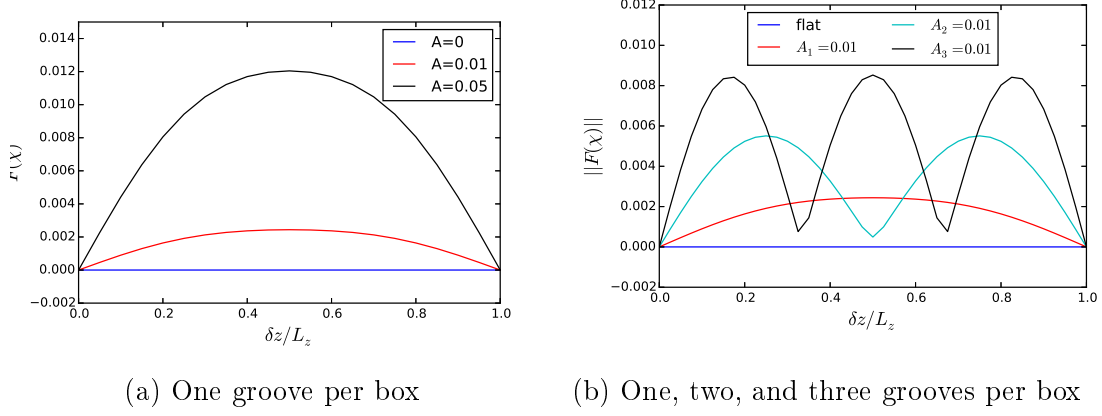 0.014
0.012
0.010
0.008
0.006
0.004
0.002
0.000
−0.002
F(χ)
A=0
A=0.01
A=0.05
0.0 0.2 0.4 0.6 0.8 1.0
δz/L_z
(a) One groove per box
0.012
0.010
0.008
0.006
0.004
0.002
0.000
−0.002
||F(χ)||
flat A_2=0.01
A_1=0.01 A_3=0.01
0.0 0.2 0.4 0.6 0.8 1.0
δz/L_z
(b) One, two, and three grooves per box